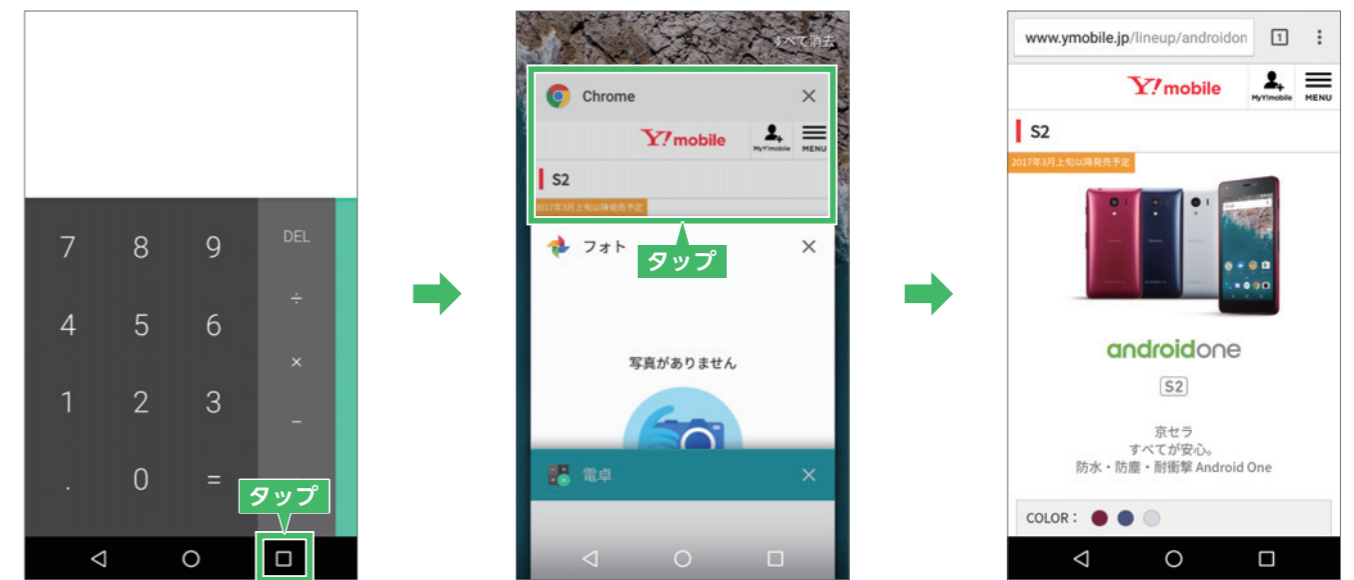 7 8 9 DEL
÷
4 5 6
×
1 2 3
−
. 0 =
タップ
すべて消去
Chrome ×
Y!mobile
My Y!mobile MENU
S2
2017年3月上旬以降発売予定
フォト ×
タップ
写真がありません
電卓 ×
www.ymobile.jp/lineup/androidon 1
Y!mobile
My Y!mobile MENU
S2
2017年3月上旬以降発売予定
androidone
S2
京セラ
すべてが安心。
防水・防塵・耐衝撃 Android One
COLOR：